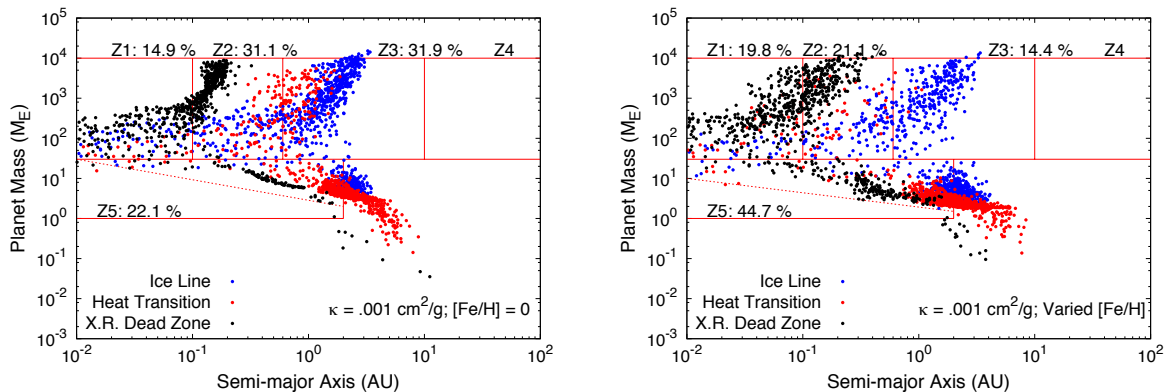 10^5
10^4
10^3
10^2
10^1
10^0
10^-1
10^-2
10^-3
Planet Mass (M_E)
Z1: 14.9 % Z2: 31.1 % Z3: 31.9 % Z4
Z5: 22.1 %
Ice Line
Heat Transition
X.R. Dead Zone
κ = .001 cm^2/g; [Fe/H] = 0
10^-2 10^-1 10^0 10^1 10^2
Semi-major Axis (AU)
10^5
10^4
10^3
10^2
10^1
10^0
10^-1
10^-2
10^-3
Planet Mass (M_E)
Z1: 19.8 % Z2: 21.1 % Z3: 14.4 % Z4
Z5: 44.7 %
Ice Line
Heat Transition
X.R. Dead Zone
κ = .001 cm^2/g; Varied [Fe/H]
10^-2 10^-1 10^0 10^1 10^2
Semi-major Axis (AU)